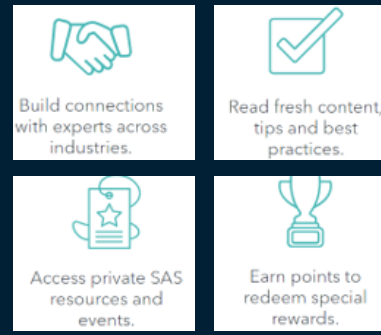 Build connections
with experts across
industries.
Read fresh content,
tips and best
practices.
Access private SAS
resources and
events.
Earn points to
redeem special
rewards.